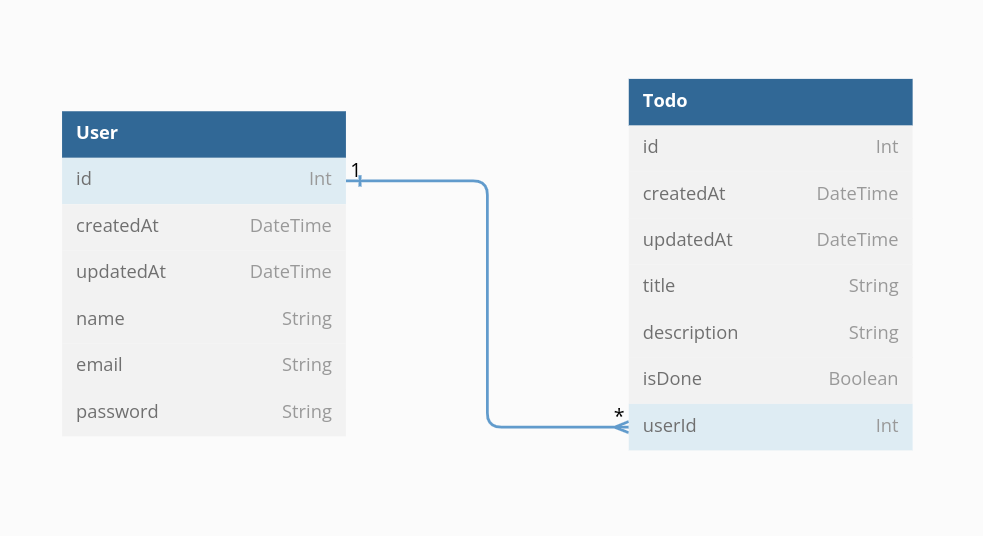 User
id Int
createdAt DateTime
updatedAt DateTime
name String
email String
password String
1
*
Todo
id Int
createdAt DateTime
updatedAt DateTime
title String
description String
isDone Boolean
userId Int